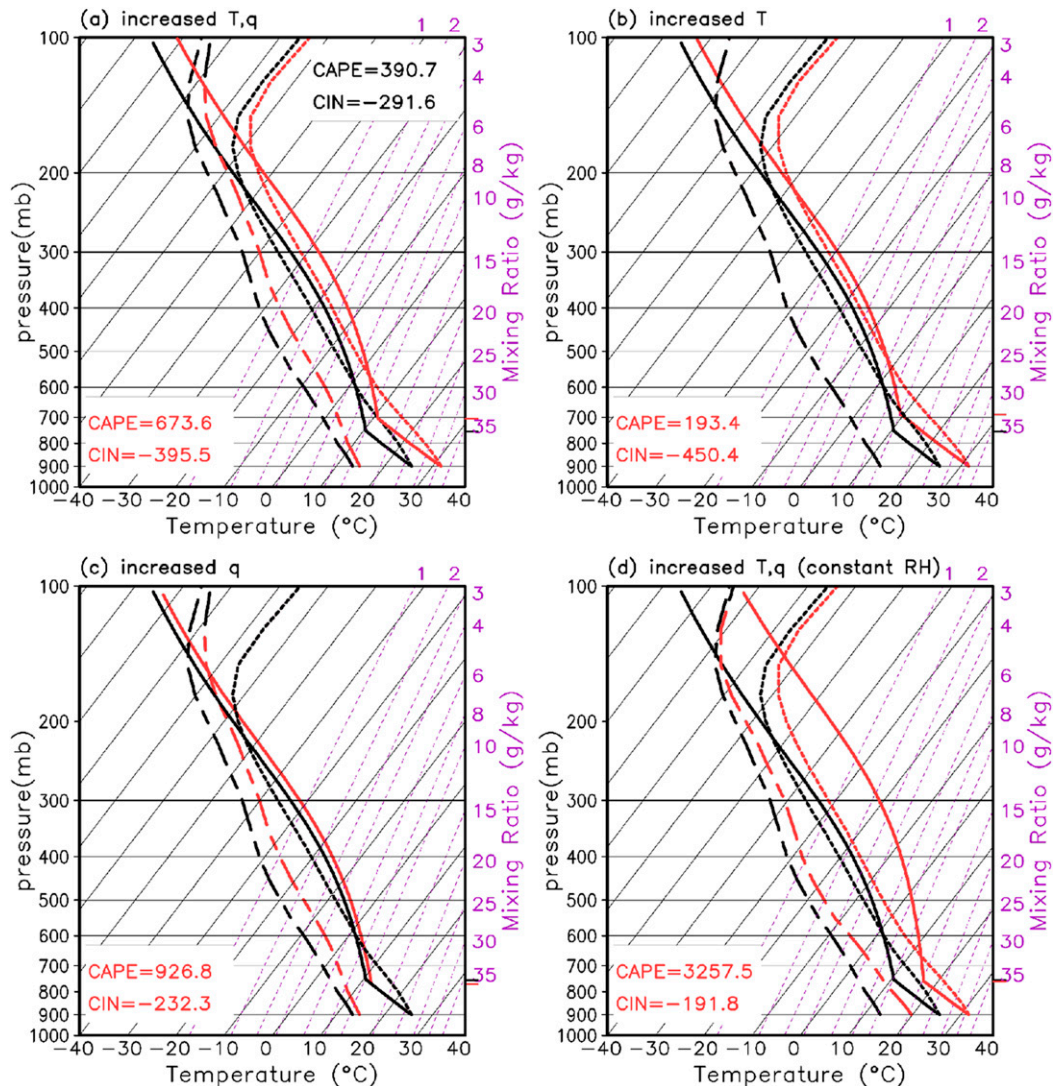 (a) increased T,q
1 2
100 3
CAPE=390.7
4
CIN=-291.6
6
8
200
10
300
15
400 20
500 25
600 30
CAPE=673.6
700 35
800
CIN=-395.5
900
1000
-40 -30 -20 -10 0 10 20 30 40
pressure(mb)
Mixing Ratio (g/kg)
Temperature (°C)
(b) increased T
1 2
100 3
4
6
8
200
10
300
15
400 20
500 25
600 30
CAPE=193.4
700 35
800
CIN=-450.4
900
1000
-40 -30 -20 -10 0 10 20 30 40
pressure(mb)
Mixing Ratio (g/kg)
Temperature (°C)
(c) increased q
1 2
100 3
4
6
8
200
10
300
15
400 20
500 25
600 30
CAPE=926.8
700 35
800
CIN=-232.3
900
1000
-40 -30 -20 -10 0 10 20 30 40
pressure(mb)
Mixing Ratio (g/kg)
Temperature (°C)
(d) increased T,q (constant RH)
1 2
100 3
4
6
8
200
10
300
15
400 20
500 25
600 30
CAPE=3257.5
700 35
800
CIN=-191.8
900
1000
-40 -30 -20 -10 0 10 20 30 40
pressure(mb)
Mixing Ratio (g/kg)
Temperature (°C)